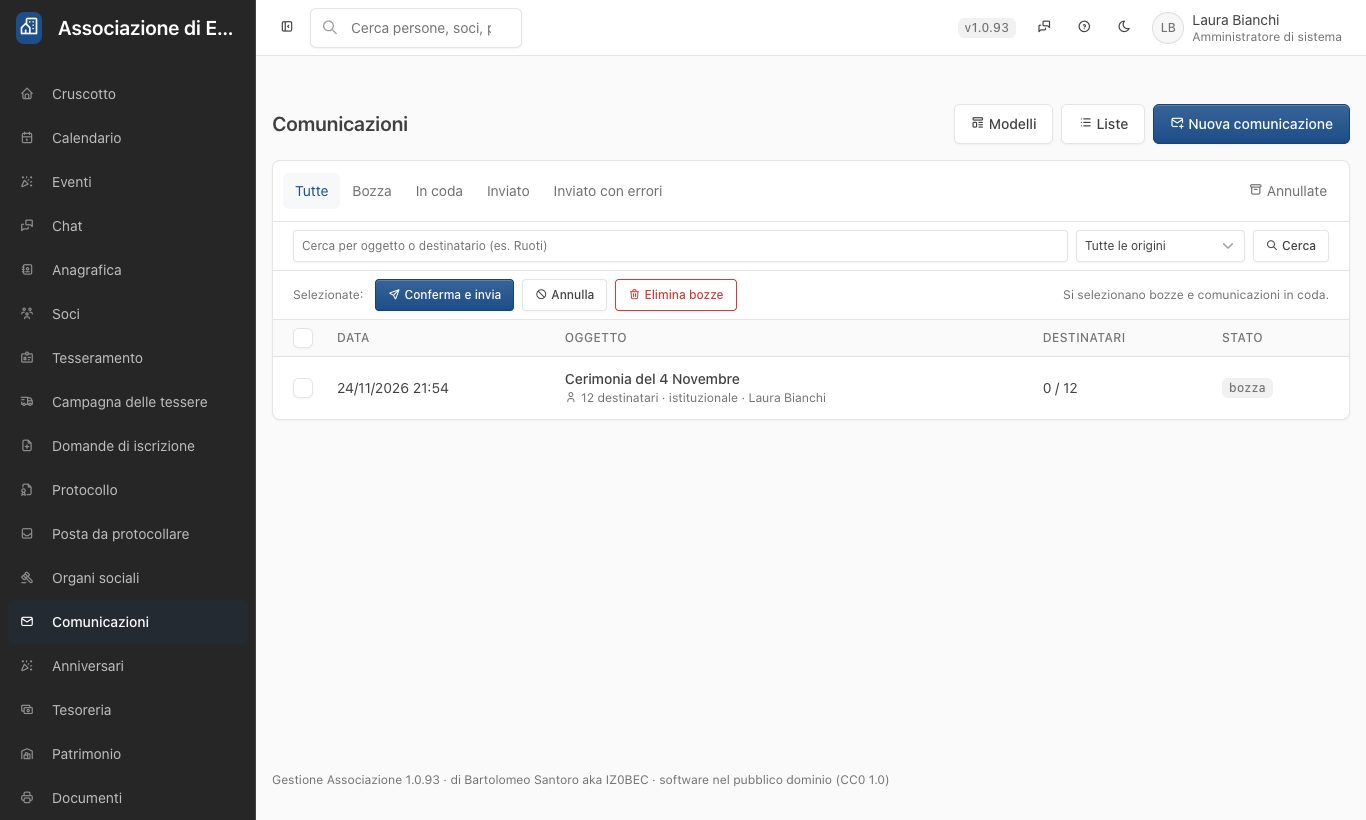 Associazione di E...
Cerca persone, soci, p
v1.0.93
LB
Laura Bianchi
Amministratore di sistema
Cruscotto
Calendario
Eventi
Chat
Anagrafica
Soci
Tesseramento
Campagna delle tessere
Domande di iscrizione
Protocollo
Posta da protocollare
Organi sociali
Comunicazioni
Anniversari
Tesoreria
Patrimonio
Documenti
Comunicazioni
Modelli
Liste
Nuova comunicazione
Tutte
Bozza
In coda
Inviato
Inviato con errori
Annullate
Cerca per oggetto o destinatario (es. Ruoti)
Tutte le origini
Cerca
Selezionate:
Conferma e invia
Annulla
Elimina bozze
Si selezionano bozze e comunicazioni in coda.
DATA
OGGETTO
DESTINATARI
STATO
24/11/2026 21:54
Cerimonia del 4 Novembre
12 destinatari · istituzionale · Laura Bianchi
0 / 12
bozza
Gestione Associazione 1.0.93 · di Bartolomeo Santoro aka IZ0BEC · software nel pubblico dominio (CC0 1.0)